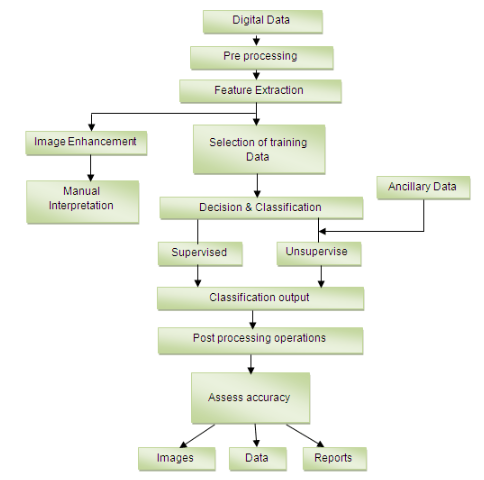 Digital Data
Pre processing
Feature Extraction
Image Enhancement
Selection of training
Data
Manual
Interpretation
Ancillary Data
Decision & Classification
Supervised
Unsupervise
Classification output
Post processing operations
Assess accuracy
Images
Data
Reports